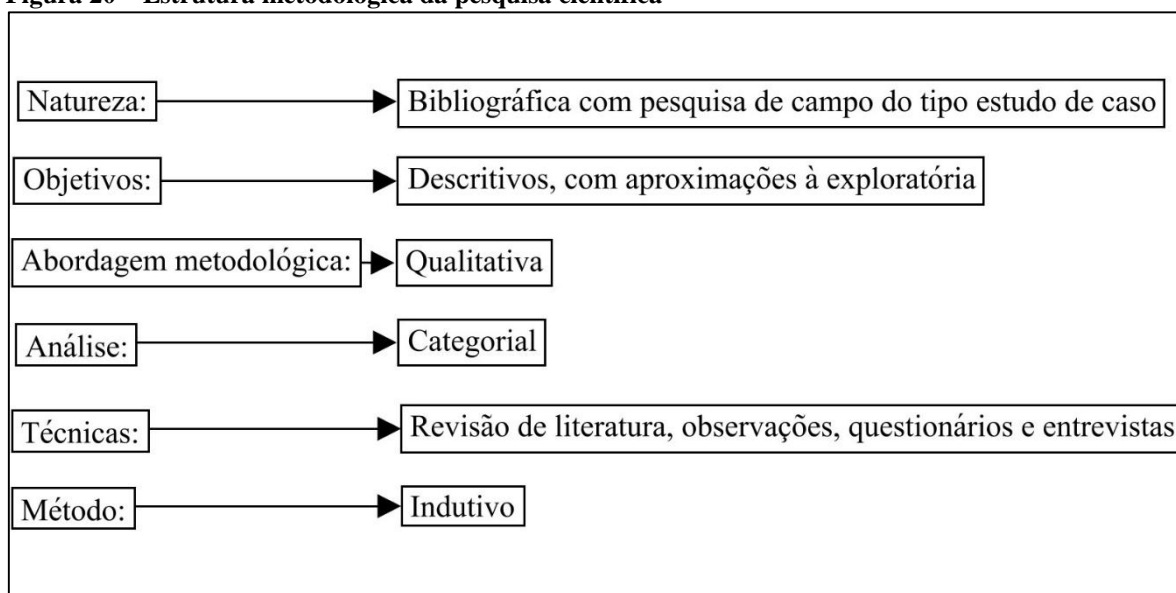 Figura 20 – Estrutura metodológica da pesquisa científica
Natureza: Bibliográfica com pesquisa de campo do tipo estudo de caso
Objetivos: Descritivos, com aproximações à exploratória
Abordagem metodológica: Qualitativa
Análise: Categorial
Técnicas: Revisão de literatura, observações, questionários e entrevistas
Método: Indutivo